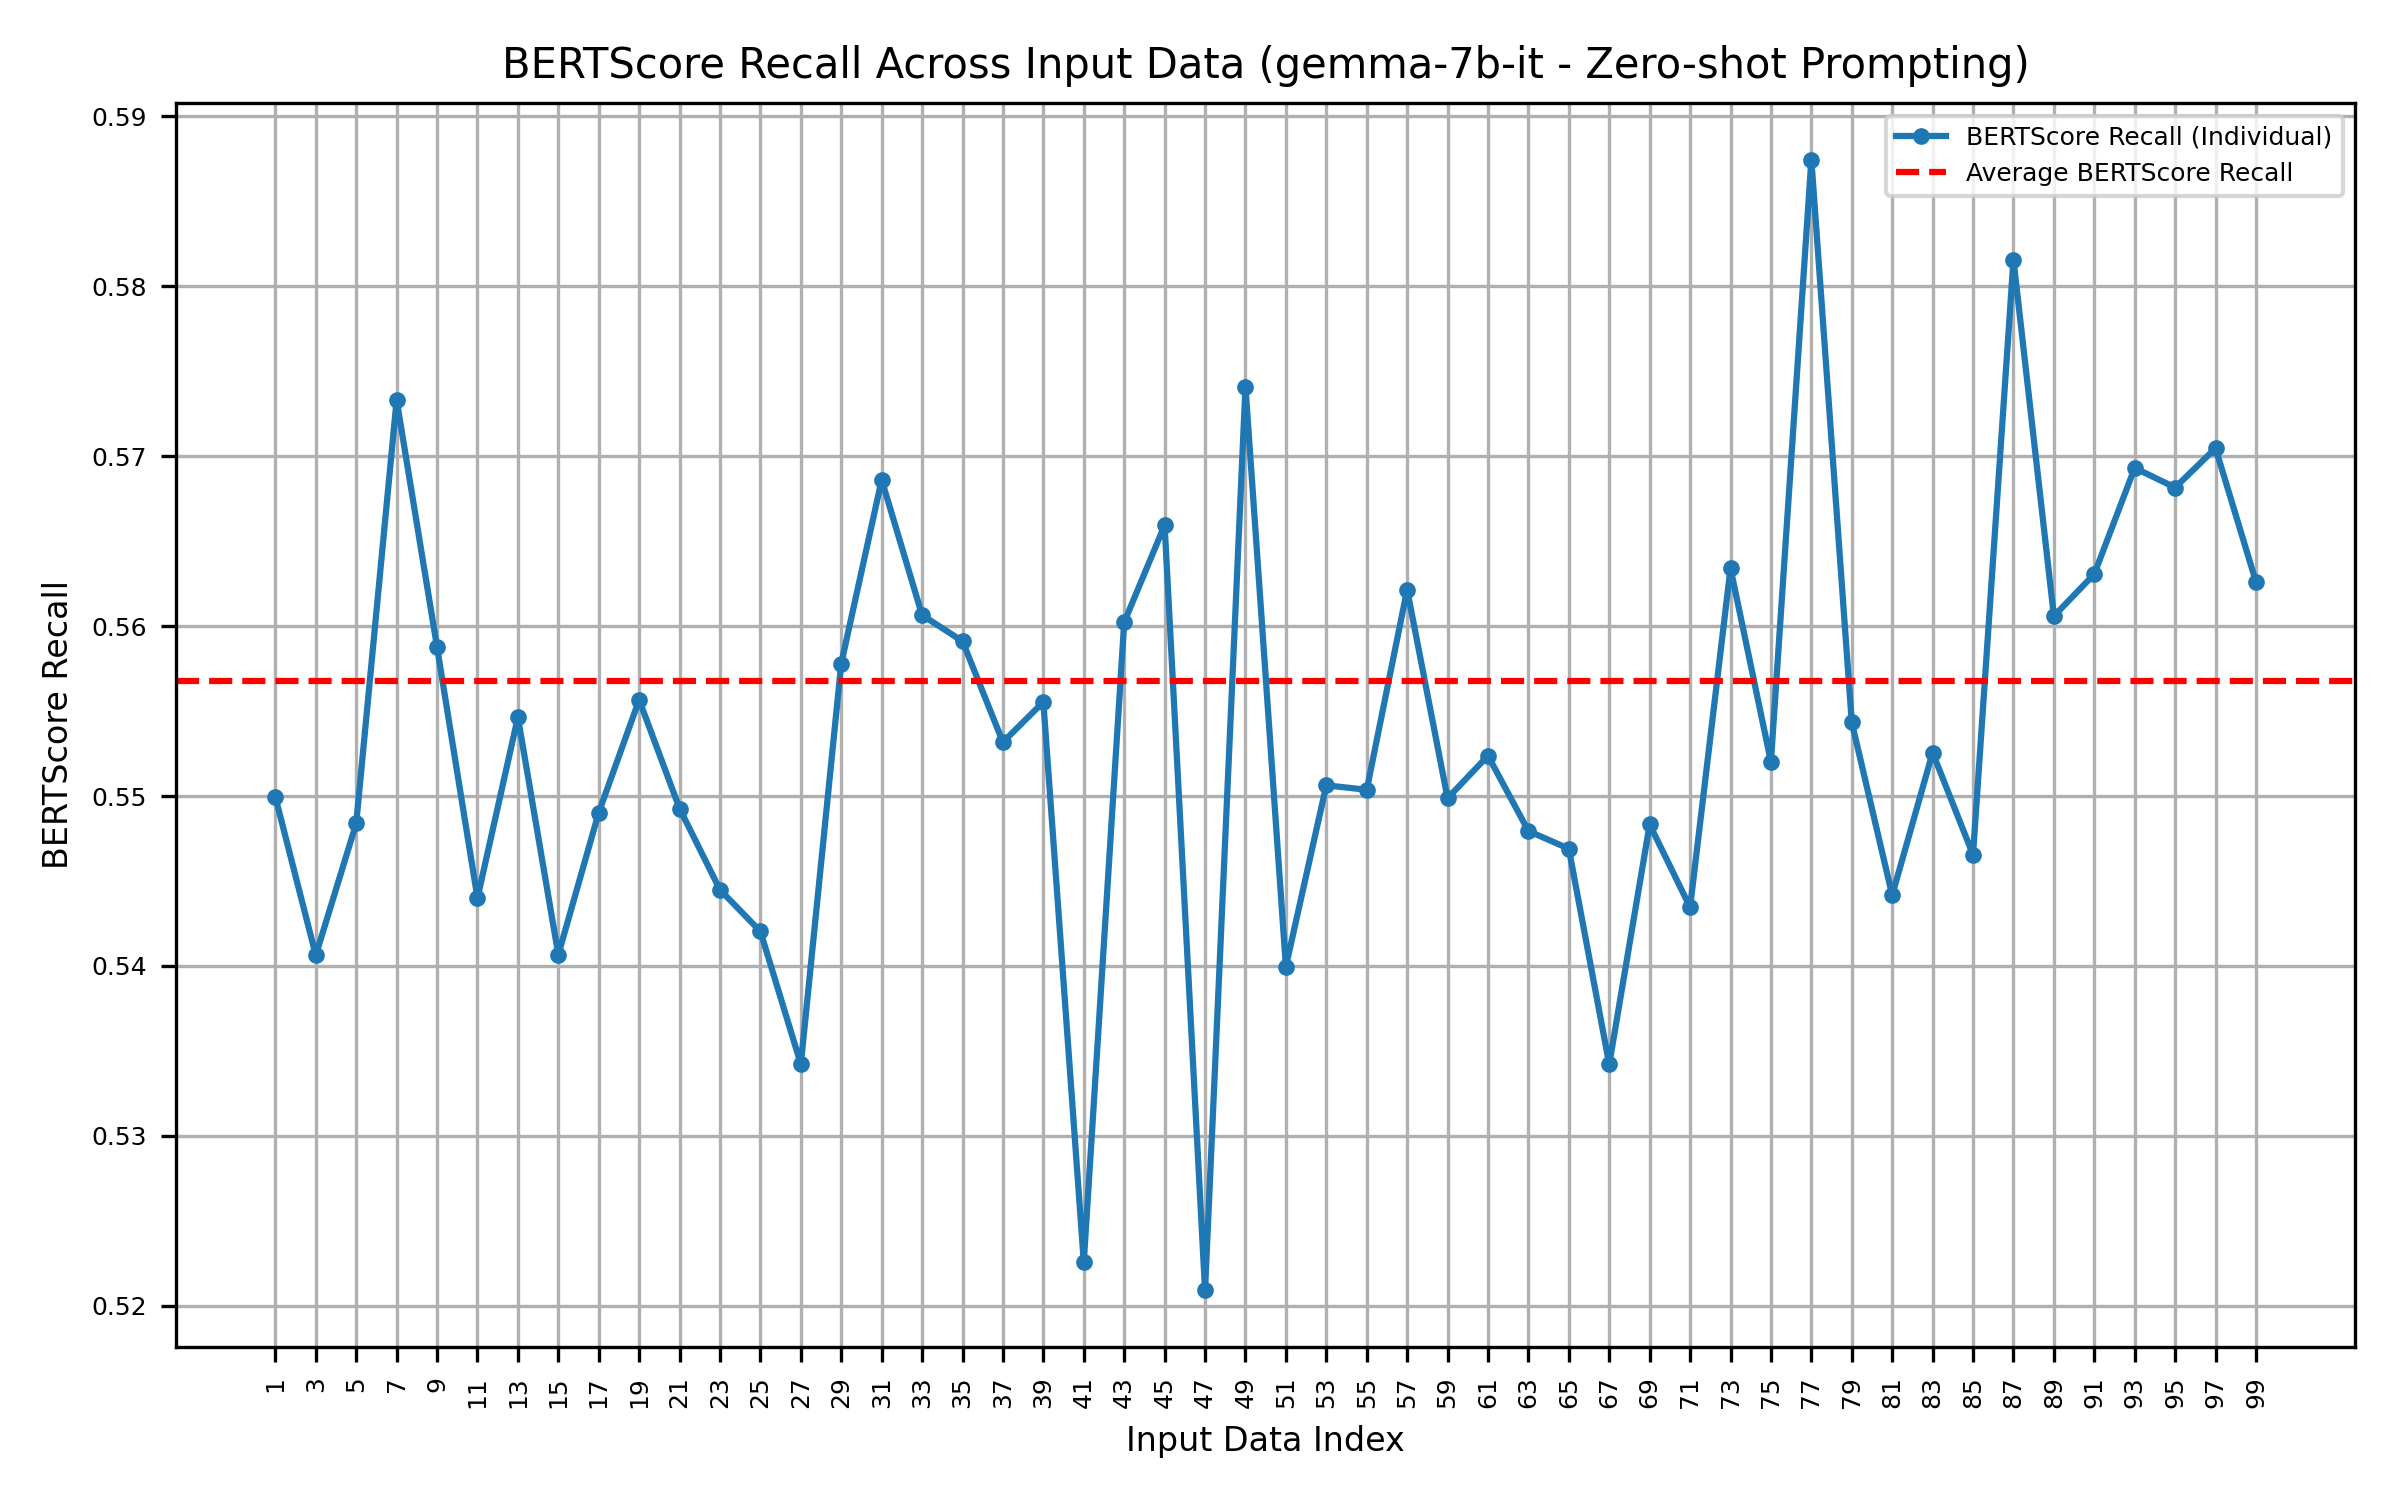 BERTScore Recall Across Input Data (gemma-7b-it - Zero-shot Prompting)
BERTScore Recall (Individual)
Average BERTScore Recall
0.59
0.58
0.57
0.56
0.55
0.54
0.53
0.52
BERTScore Recall
1 3 5 7 9 11 13 15 17 19 21 23 25 27 29 31 33 35 37 39 41 43 45 47 49 51 53 55 57 59 61 63 65 67 69 71 73 75 77 79 81 83 85 87 89 91 93 95 97 99
Input Data Index